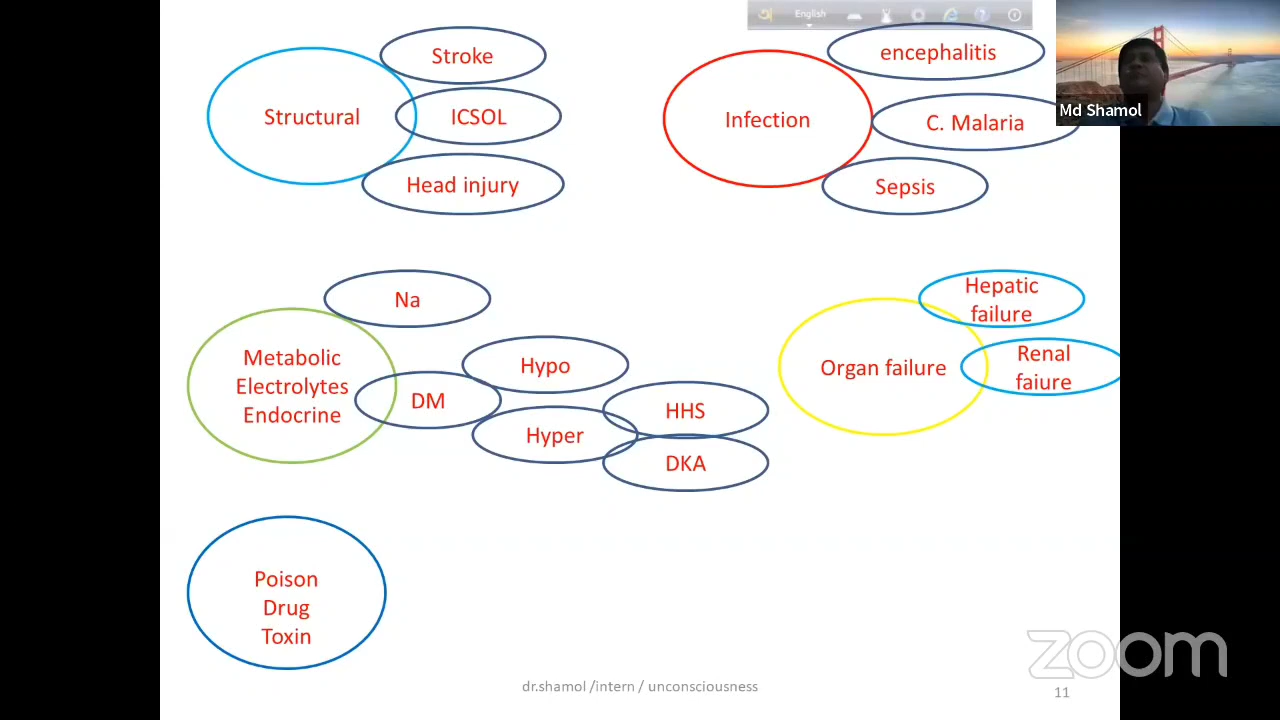 English
Stroke
Structural
ICSOL
Head injury
encephalitis
Infection
C. Malaria
Sepsis
Md Shamol
Na
Metabolic
Electrolytes
Endocrine
DM
Hypo
Hyper
HHS
DKA
Organ failure
Hepatic
failure
Renal
faiure
Poison
Drug
Toxin
zoom
dr.shamol /intern / unconsciousness
11